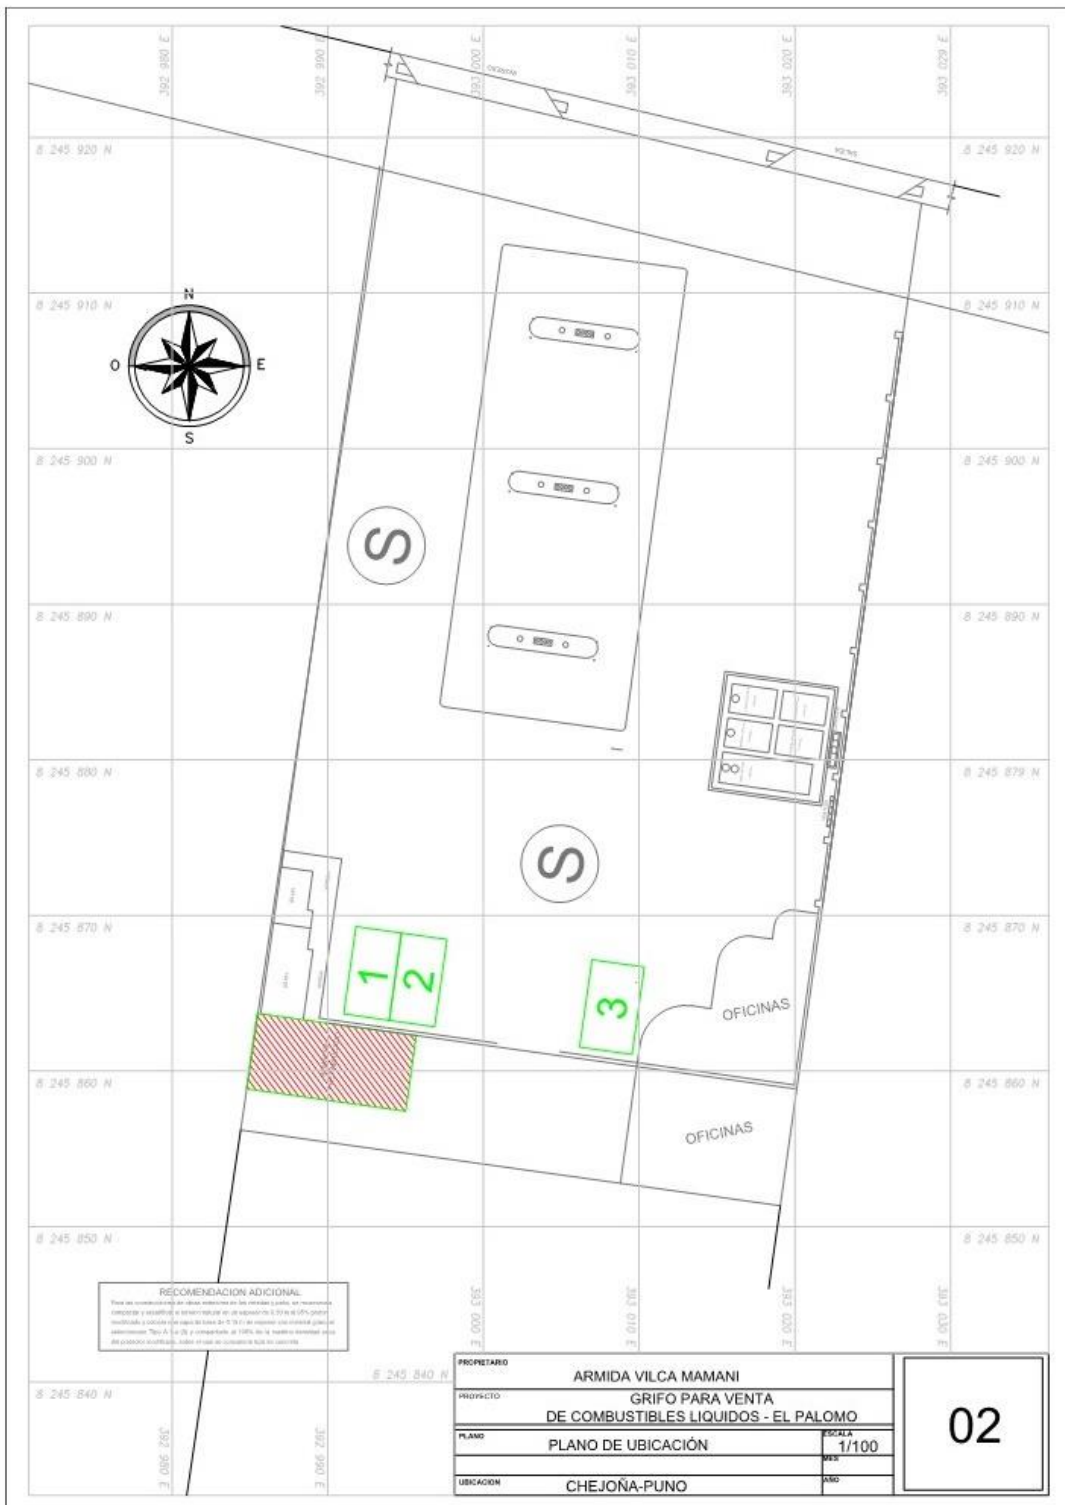 392 980 E
392 990 E
393 000 E
393 010 E
393 020 E
393 029 E
INGRESO
SALIDA
8 245 920 N
8 245 920 N
8 245 910 N
8 245 910 N
N
O
E
S
8 245 900 N
8 245 900 N
S
8 245 890 N
8 245 890 N
8 245 880 N
8 245 879 N
S
8 245 870 N
8 245 870 N
1
2
3
OFICINAS
8 245 860 N
8 245 860 N
OFICINAS
8 245 850 N
8 245 850 N
RECOMENDACION ADICIONAL
393 000 E
393 010 E
393 020 E
8 245 840 N
8 245 840 N
392 980 E
392 990 E
PROPIETARIO
ARMIDA VILCA MAMANI
PROYECTO
GRIFO PARA VENTA
DE COMBUSTIBLES LIQUIDOS - EL PALOMO
PLANO
PLANO DE UBICACIÓN
ESCALA
1/100
MES
UBICACION
CHEJOÑA-PUNO
AÑO
02